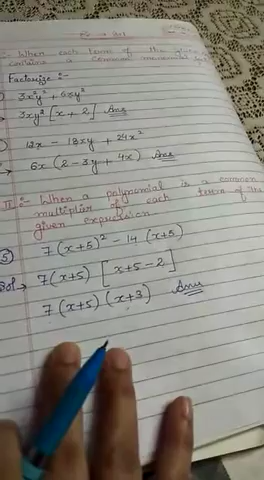 When each term of the given
contains a common monomial
Factorize :-
3x²y² + 6xy²
3xy² [x + 2] Ans
12x - 18xy + 24x²
6x (2 - 3y + 4x) Ans
II :- When a polynomial is a common
multiplier of each term of the
given expression
(5) 7(x+5)² - 14 (x+5)
Sol → 7(x+5) [x+5-2]
7(x+5) (x+3) Ans